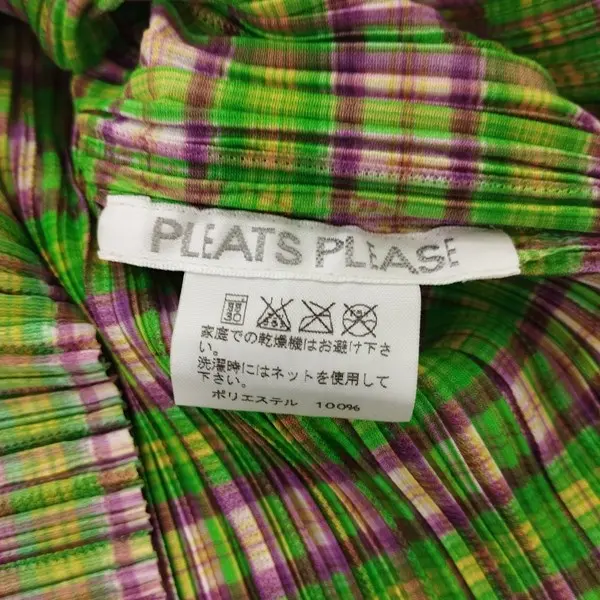 PLEATS PLEASE
家庭での乾燥機はお避け下さ
い。
洗濯時にはネットを使用して
下さい。
ポリエステル 100%